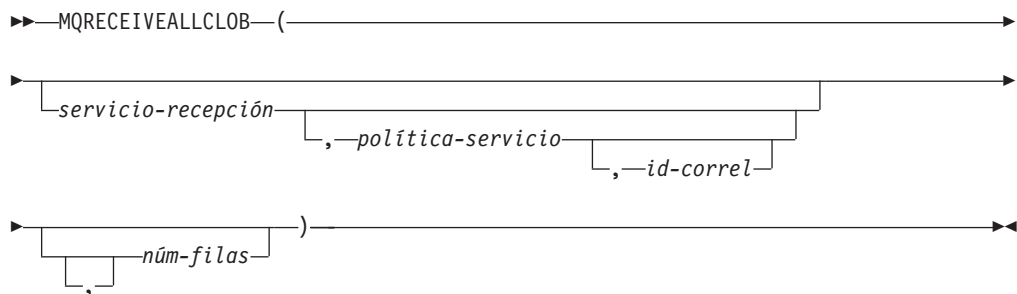 MQRECEIVEALLCLOB (
servicio-recepción
, política-servicio
, id-correl
)
núm-filas
,